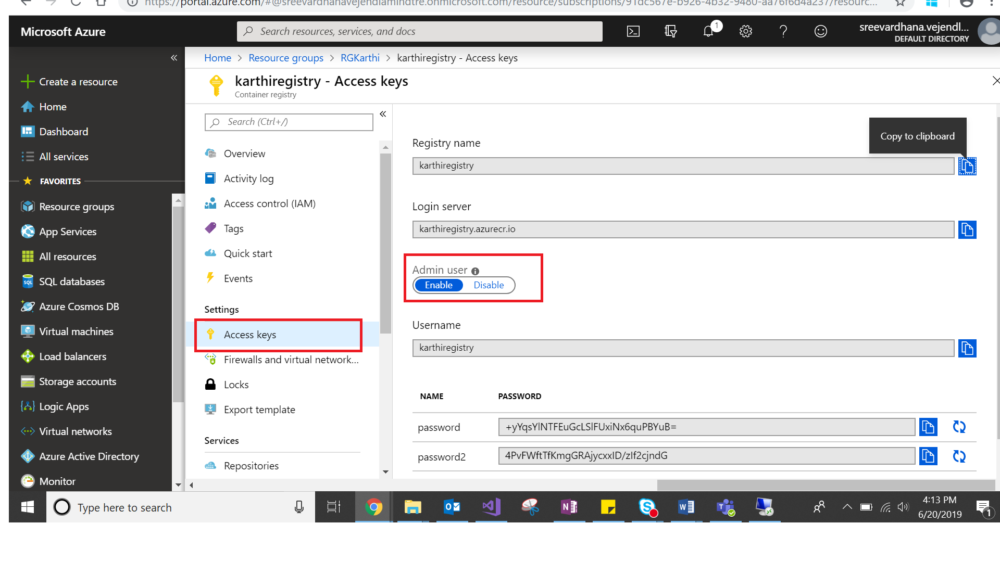 https://portal.azure.com/#@sreevardhanavejendlamindtre.onmicrosoft.com/resource/subscriptions/91dc567e-b926-4b32-9480-aa76f6d4a237/resourc...
Microsoft Azure
Search resources, services, and docs
1
sreevardhana.vejendl...
DEFAULT DIRECTORY
«
Home > Resource groups > RGKarthi > karthiregistry - Access keys
Create a resource
Home
Dashboard
All services
FAVORITES
Resource groups
App Services
All resources
SQL databases
Azure Cosmos DB
Virtual machines
Load balancers
Storage accounts
Logic Apps
Virtual networks
Azure Active Directory
Monitor
karthiregistry - Access keys
Container registry
Search (Ctrl+/)
«
Overview
Activity log
Access control (IAM)
Tags
Quick start
Events
Settings
Access keys
Firewalls and virtual network...
Locks
Export template
Services
Repositories
Copy to clipboard
Registry name
karthiregistry
Login server
karthiregistry.azurecr.io
Admin user
Enable Disable
Username
karthiregistry
NAME PASSWORD
password +yYqsYlNTFEuGcLSlFUxiNx6quPBYuB=
password2 4PvFWftTfKmgGRAjycxxID/zIf2cjndG
Type here to search
4:13 PM
6/20/2019
1